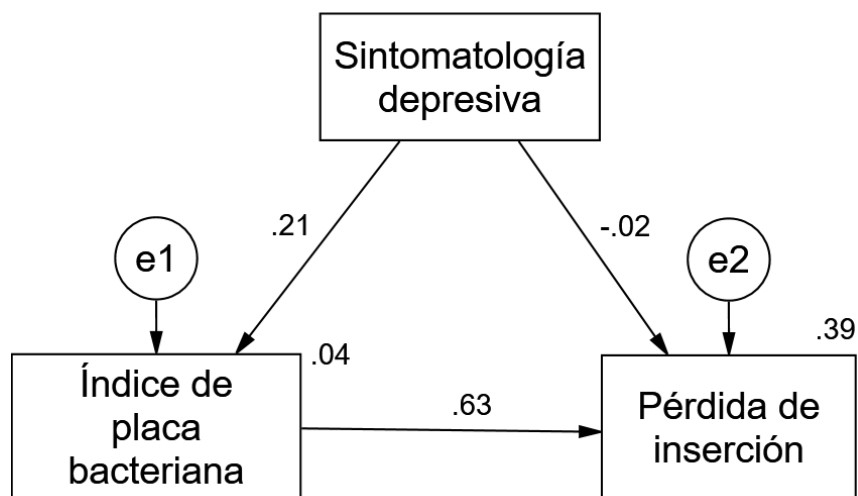 Sintomatología
depresiva
.21
-.02
e1
e2
.04
.39
Índice de
placa
bacteriana
.63
Pérdida de
inserción